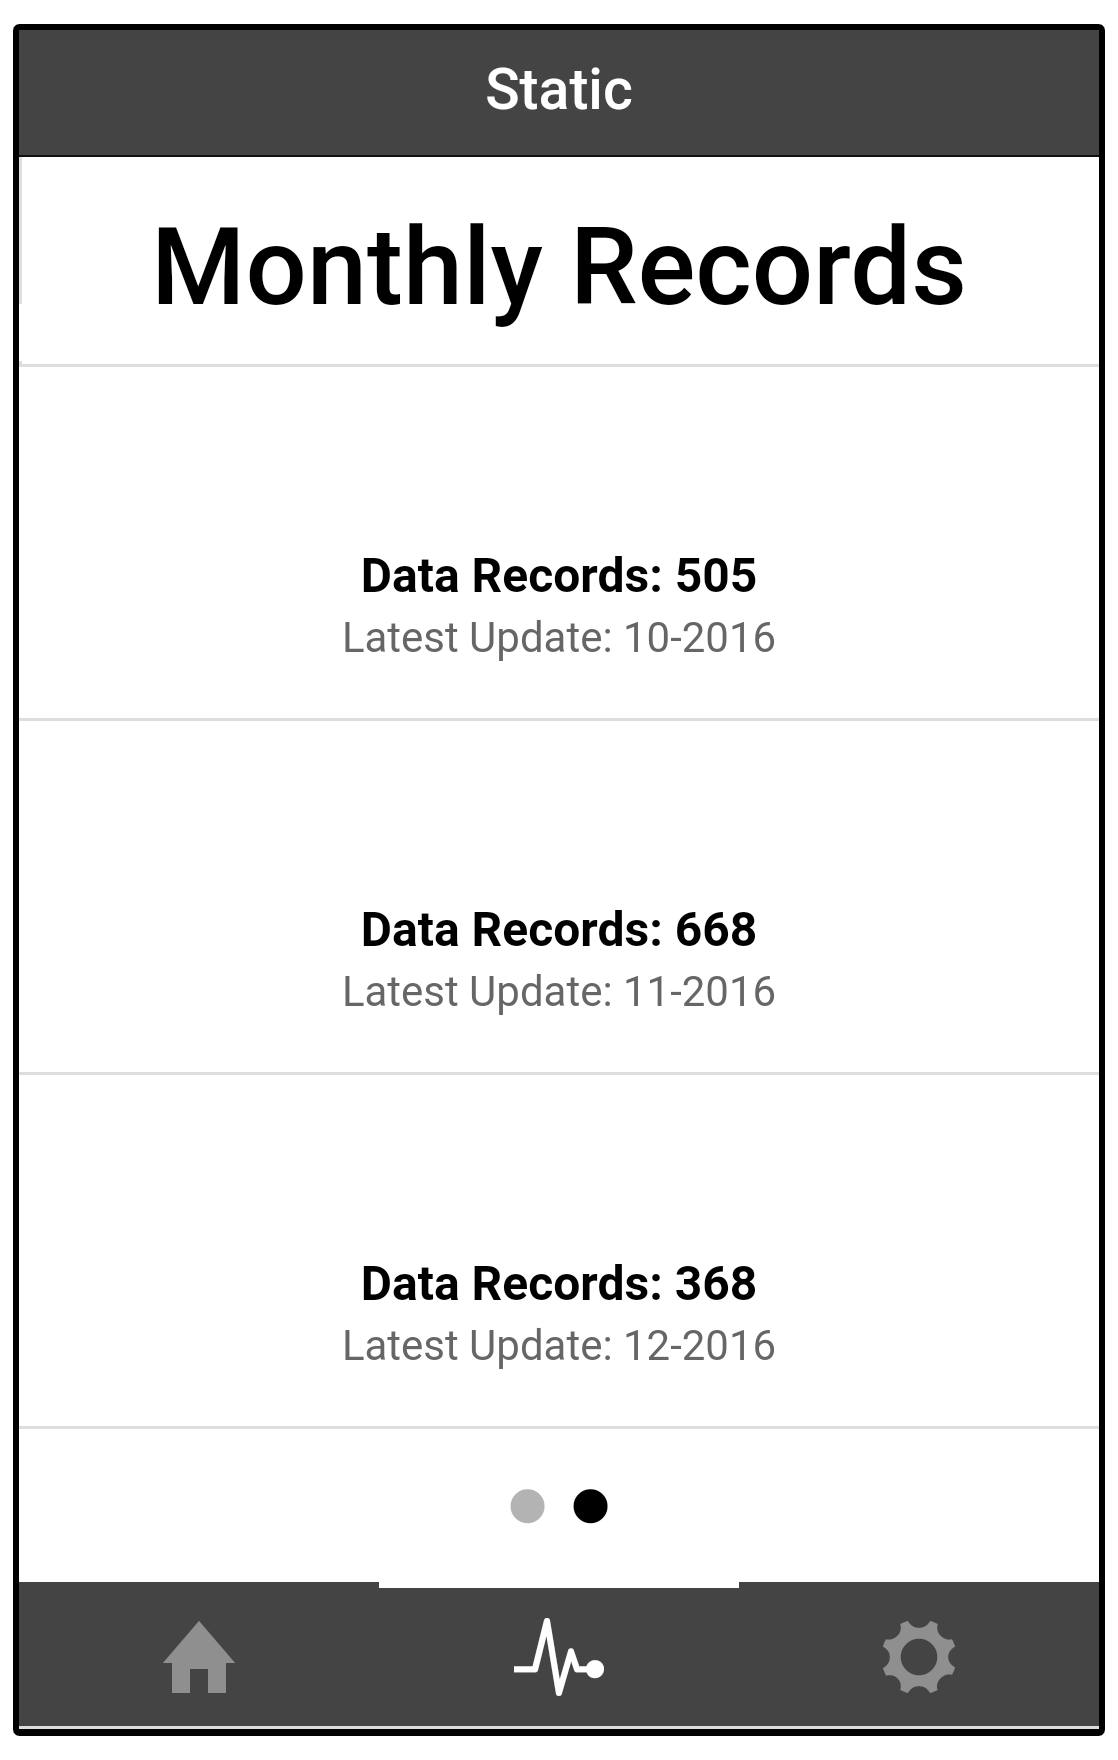 Static
Monthly Records
Data Records: 505
Latest Update: 10-2016
Data Records: 668
Latest Update: 11-2016
Data Records: 368
Latest Update: 12-2016